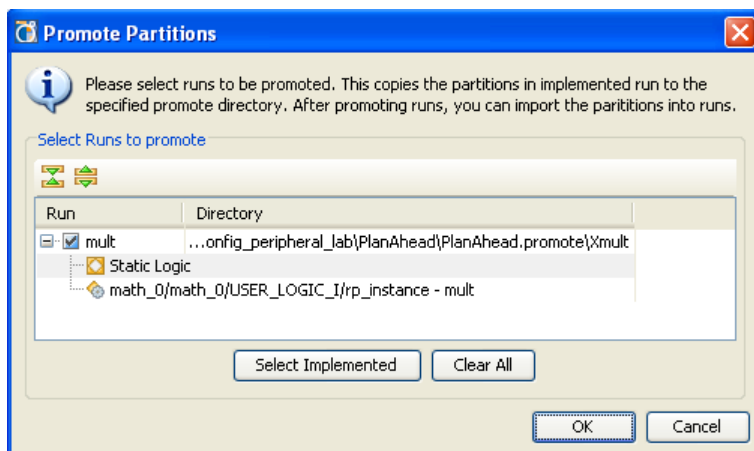 Promote Partitions
Please select runs to be promoted. This copies the partitions in implemented run to the
specified promote directory. After promoting runs, you can import the parititions into runs.
Select Runs to promote
Run Directory
mult ...onfig_peripheral_lab\PlanAhead\PlanAhead.promote\Xmult
Static Logic
math_0/math_0/USER_LOGIC_I/rp_instance - mult
Select Implemented Clear All
OK Cancel